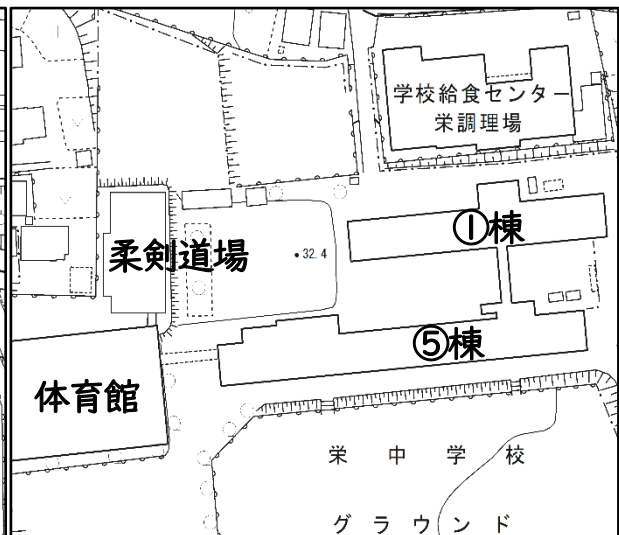 学校給食センター
栄調理場
①棟
柔剣道場
32.4
⑤棟
体育館
栄中学校
グラウンド